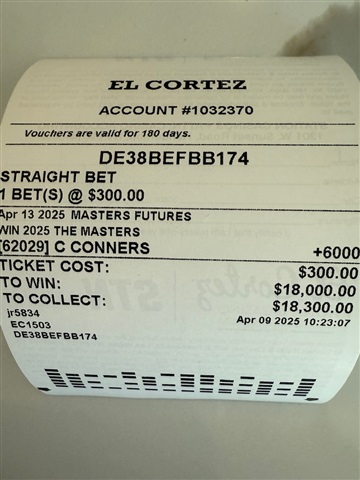 EL CORTEZ
ACCOUNT #1032370
Vouchers are valid for 180 days.
DE38BEFBB174
STRAIGHT BET
1 BET(S) @ $300.00
Apr 13 2025 MASTERS FUTURES
WIN 2025 THE MASTERS
[62029] C CONNERS +6000
TICKET COST: $300.00
TO WIN: $18,000.00
TO COLLECT: $18,300.00
jr5834 Apr 09 2025 10:23:07
EC1503
DE38BEFBB174